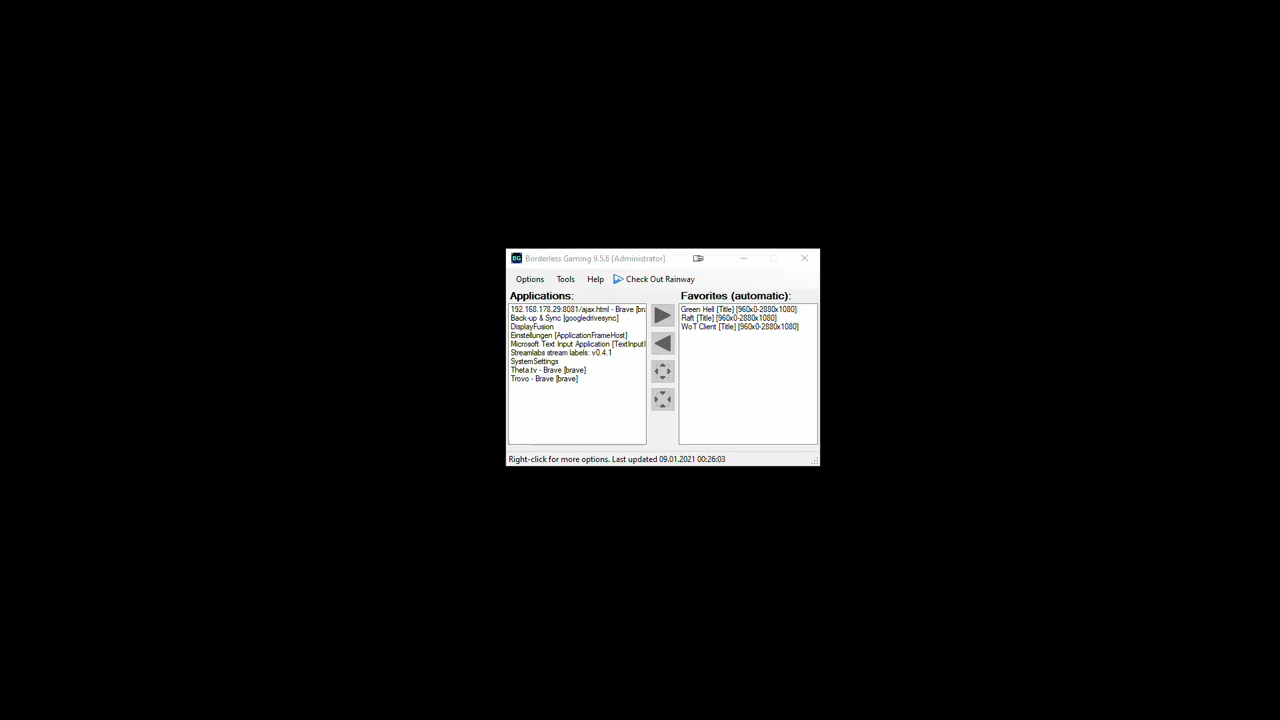 BG Borderless Gaming 9.5.6 [Administrator]
Options Tools Help Check Out Rainway
Applications:
192.168.178.29:8081/ajax.html - Brave [bra
Back-up & Sync [googledrivesync]
DisplayFusion
Einstellungen [ApplicationFrameHost]
Microsoft Text Input Application [TextInputI
Streamlabs stream labels: v0.4.1
SystemSettings
Theta.tv - Brave [brave]
Trovo - Brave [brave]
Favorites (automatic):
Green Hell [Title] [960x0-2880x1080]
Raft [Title] [960x0-2880x1080]
WoT Client [Title] [960x0-2880x1080]
Right-click for more options. Last updated 09.01.2021 00:26:03